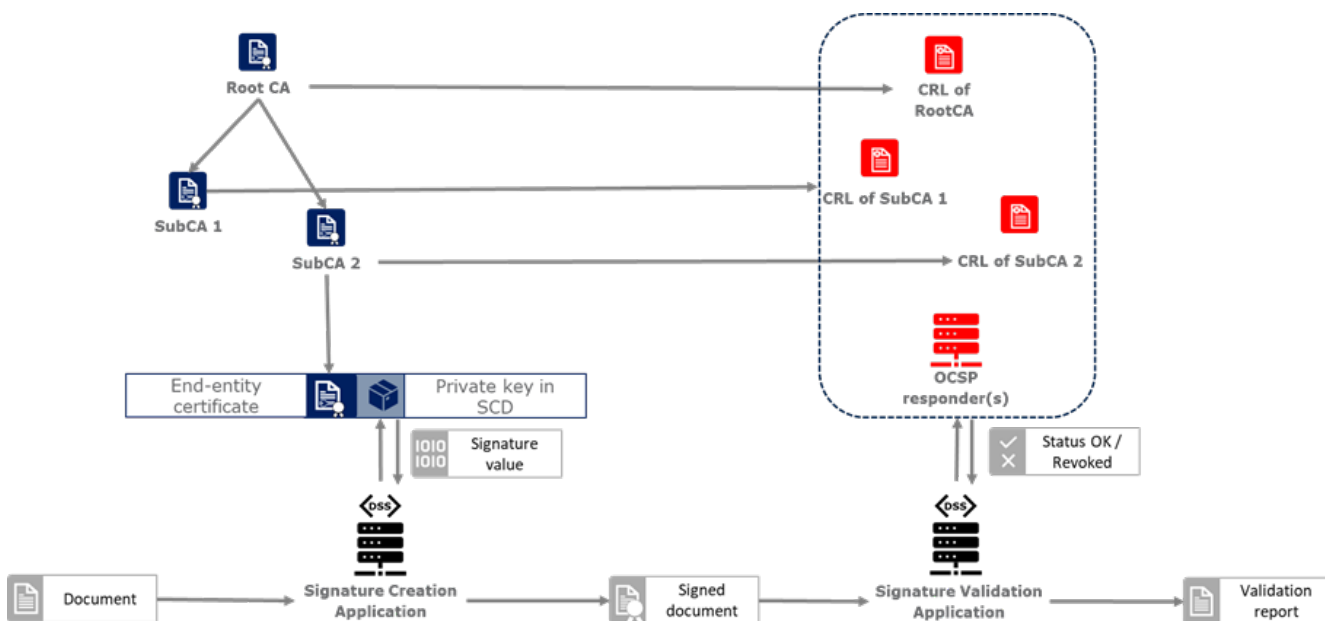 Root CA
CRL of
RootCA
SubCA 1
CRL of SubCA 1
SubCA 2
CRL of SubCA 2
End-entity
certificate
Private key in
SCD
OCSP
responder(s)
1010
1010
Signature
value
Status OK /
Revoked
DSS
DSS
Document
Signature Creation
Application
Signed
document
Signature Validation
Application
Validation
report